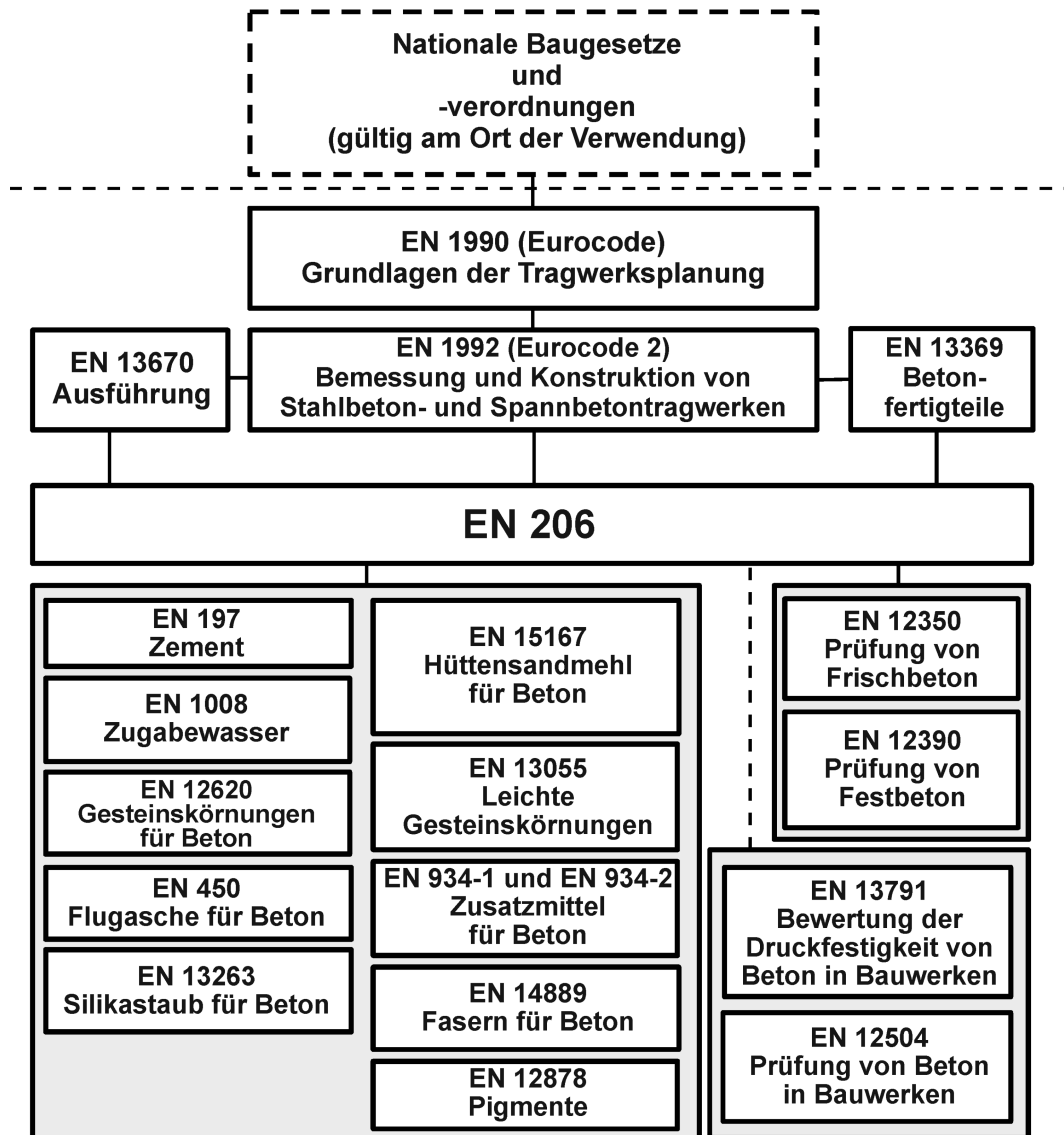 Nationale Baugesetze
und
-verordnungen
(gültig am Ort der Verwendung)
EN 1990 (Eurocode)
Grundlagen der Tragwerksplanung
EN 13670
Ausführung
EN 1992 (Eurocode 2)
Bemessung und Konstruktion von
Stahlbeton- und Spannbetontragwerken
EN 13369
Beton-
fertigteile
EN 206
EN 197
Zement
EN 1008
Zugabewasser
EN 12620
Gesteinskörnungen
für Beton
EN 450
Flugasche für Beton
EN 13263
Silikastaub für Beton
EN 15167
Hüttensandmehl
für Beton
EN 13055
Leichte
Gesteinskörnungen
EN 934-1 und EN 934-2
Zusatzmittel
für Beton
EN 14889
Fasern für Beton
EN 12878
Pigmente
EN 12350
Prüfung von
Frischbeton
EN 12390
Prüfung von
Festbeton
EN 13791
Bewertung der
Druckfestigkeit von
Beton in Bauwerken
EN 12504
Prüfung von Beton
in Bauwerken